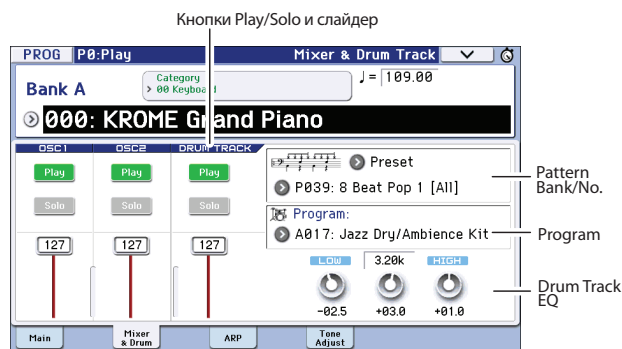 Кнопки Play/Solo и слайдер
PROG P0:Play Mixer & Drum Track
Bank A
Category
00 Keyboard
♩= 109.00
000: KROME Grand Piano
OSC1 OSC2 DRUM TRACK
Play Play Play
Solo Solo Solo
127 127 127
Preset
P039: 8 Beat Pop 1 [All]
Pattern
Bank/No.
Program:
A017: Jazz Dry/Ambience Kit
Program
LOW 3.20k HIGH
-02.5 +03.0 +01.0
Drum Track
EQ
Main
Mixer
& Drum
ARP
Tone
Adjust